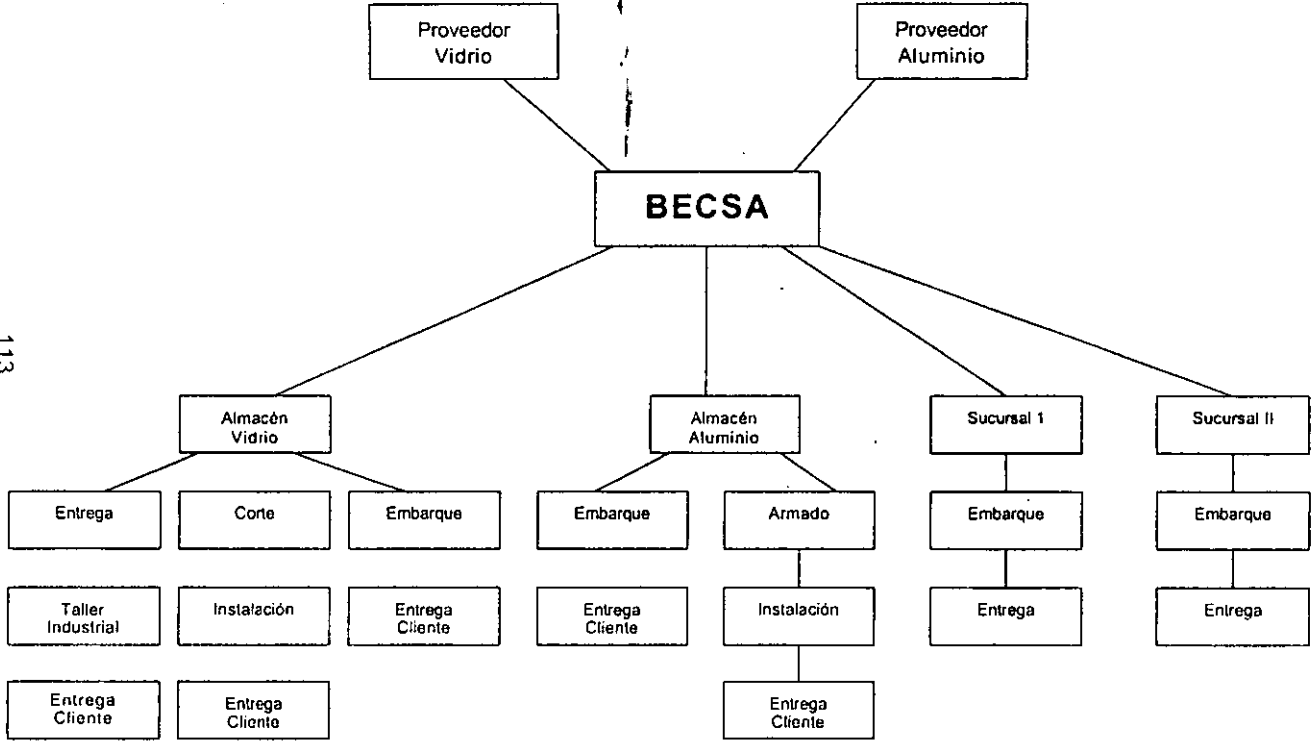 Proveedor
Vidrio
Proveedor
Aluminio
BECSA
113
Almacén
Vidrio
Almacén
Aluminio
Sucursal 1
Sucursal II
Entrega
Corte
Embarque
Embarque
Armado
Embarque
Embarque
Taller
Industrial
Instalación
Entrega
Cliente
Entrega
Cliente
Instalación
Entrega
Entrega
Entrega
Cliente
Entrega
Cliente
Entrega
Cliente